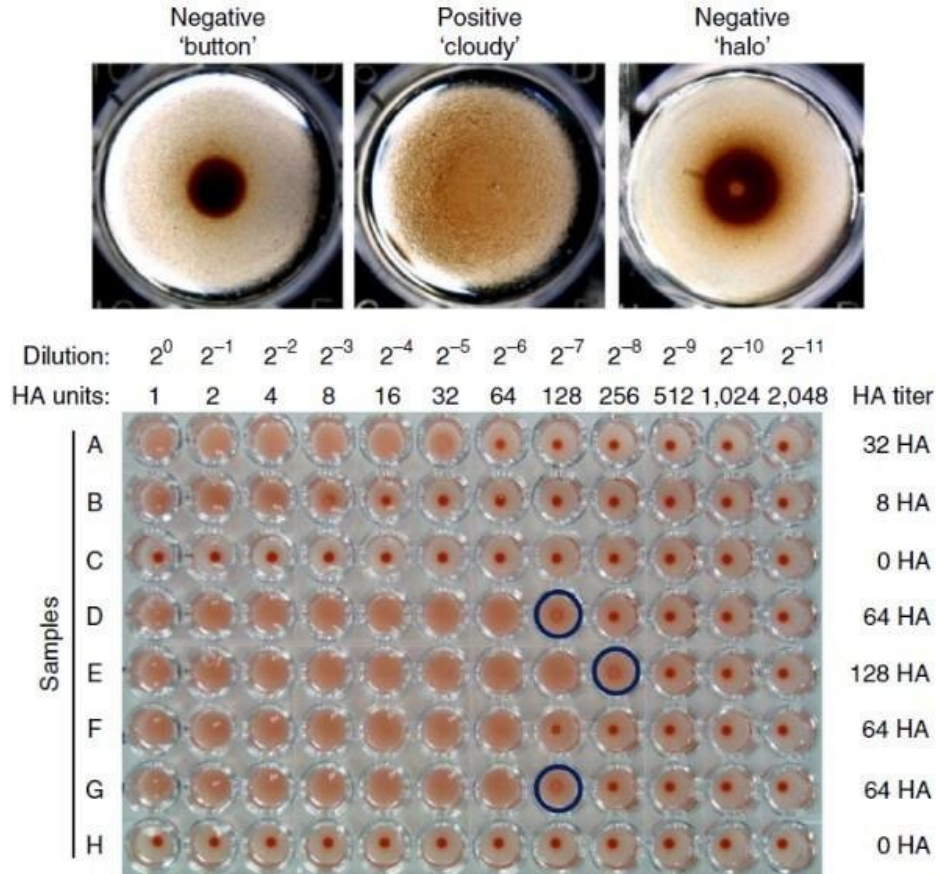 Negative 'button'
Positive 'cloudy'
Negative 'halo'
Dilution: 2⁰ 2⁻¹ 2⁻² 2⁻³ 2⁻⁴ 2⁻⁵ 2⁻⁶ 2⁻⁷ 2⁻⁸ 2⁻⁹ 2⁻¹⁰ 2⁻¹¹
HA units: 1 2 4 8 16 32 64 128 256 512 1,024 2,048 HA titer
Samples
A 32 HA
B 8 HA
C 0 HA
D 64 HA
E 128 HA
F 64 HA
G 64 HA
H 0 HA